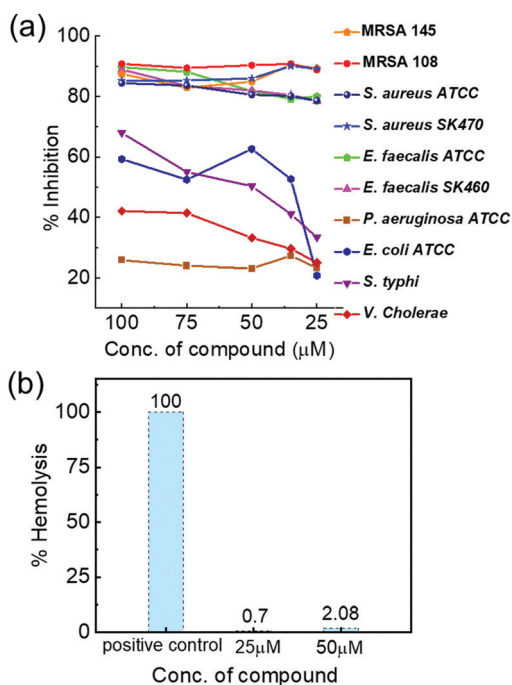 (a)
100
80
60
40
20
% Inhibition
100 75 50 25
Conc. of compound (μM)
MRSA 145
MRSA 108
S. aureus ATCC
S. aureus SK470
E. faecalis ATCC
E. faecalis SK460
P. aeruginosa ATCC
E. coli ATCC
S. typhi
V. Cholerae
(b)
100
75
50
25
0
% Hemolysis
100
0.7
2.08
positive control 25μM 50μM
Conc. of compound